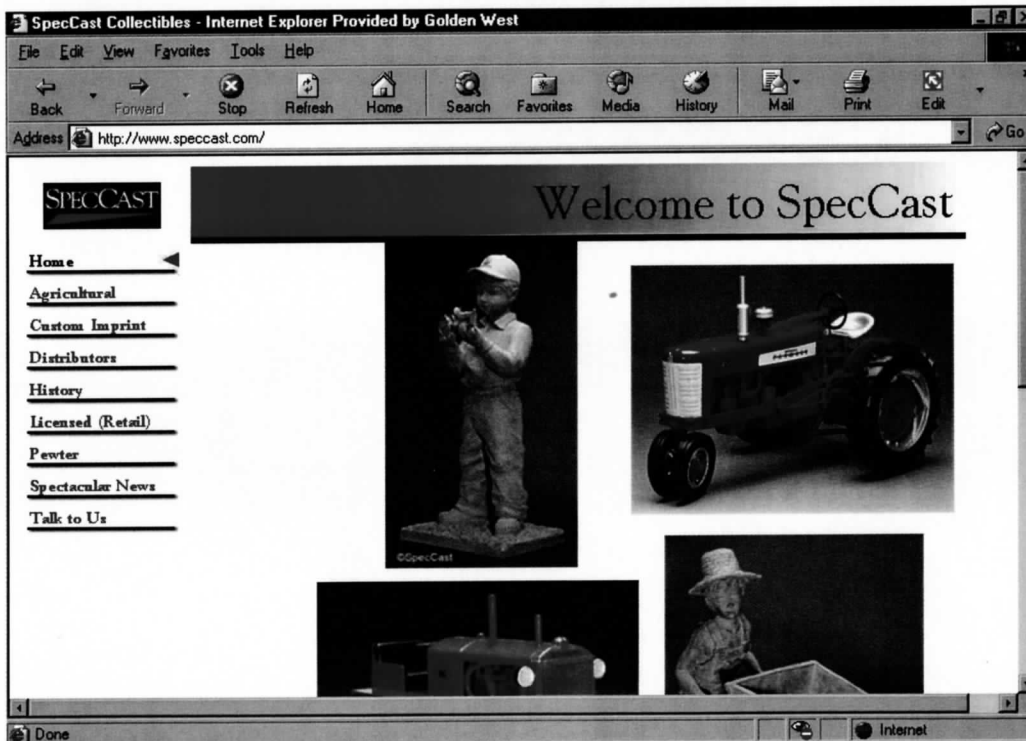 SpecCast Collectibles - Internet Explorer Provided by Golden West
File Edit View Favorites Tools Help
Back Forward Stop Refresh Home Search Favorites Media History Mail Print Edit
Address http://www.speccast.com/ Go
SPECCAST
Welcome to SpecCast
Home
Agricultural
Custom Imprint
Distributors
History
Licensed (Retail)
Pewter
Spectacular News
Talk to Us
©SpecCast
Done Internet